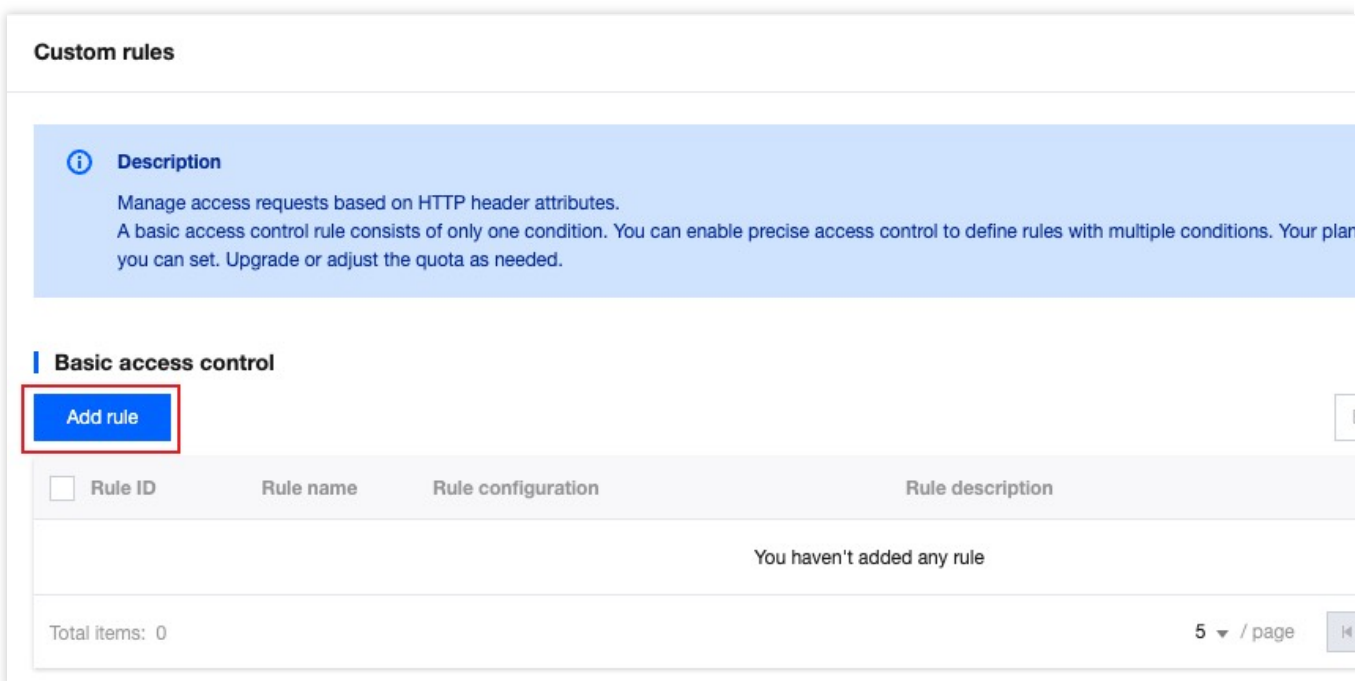 Custom rules
Description
Manage access requests based on HTTP header attributes.
A basic access control rule consists of only one condition. You can enable precise access control to define rules with multiple conditions. Your plan
you can set. Upgrade or adjust the quota as needed.
Basic access control
Add rule
Rule ID Rule name Rule configuration Rule description
You haven't added any rule
Total items: 0 5 / page